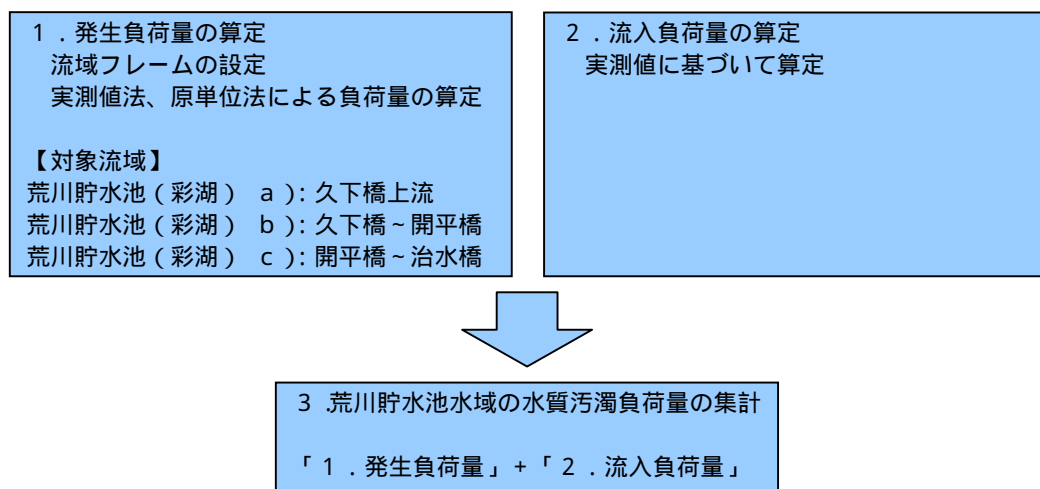 １．発生負荷量の算定
流域フレームの設定
実測値法、原単位法による負荷量の算定
【対象流域】
荒川貯水池（彩湖） ａ）：久下橋上流
荒川貯水池（彩湖） ｂ）：久下橋～開平橋
荒川貯水池（彩湖） ｃ）：開平橋～治水橋
２．流入負荷量の算定
実測値に基づいて算定
３．荒川貯水池水域の水質汚濁負荷量の集計
「１．発生負荷量」+「２．流入負荷量」